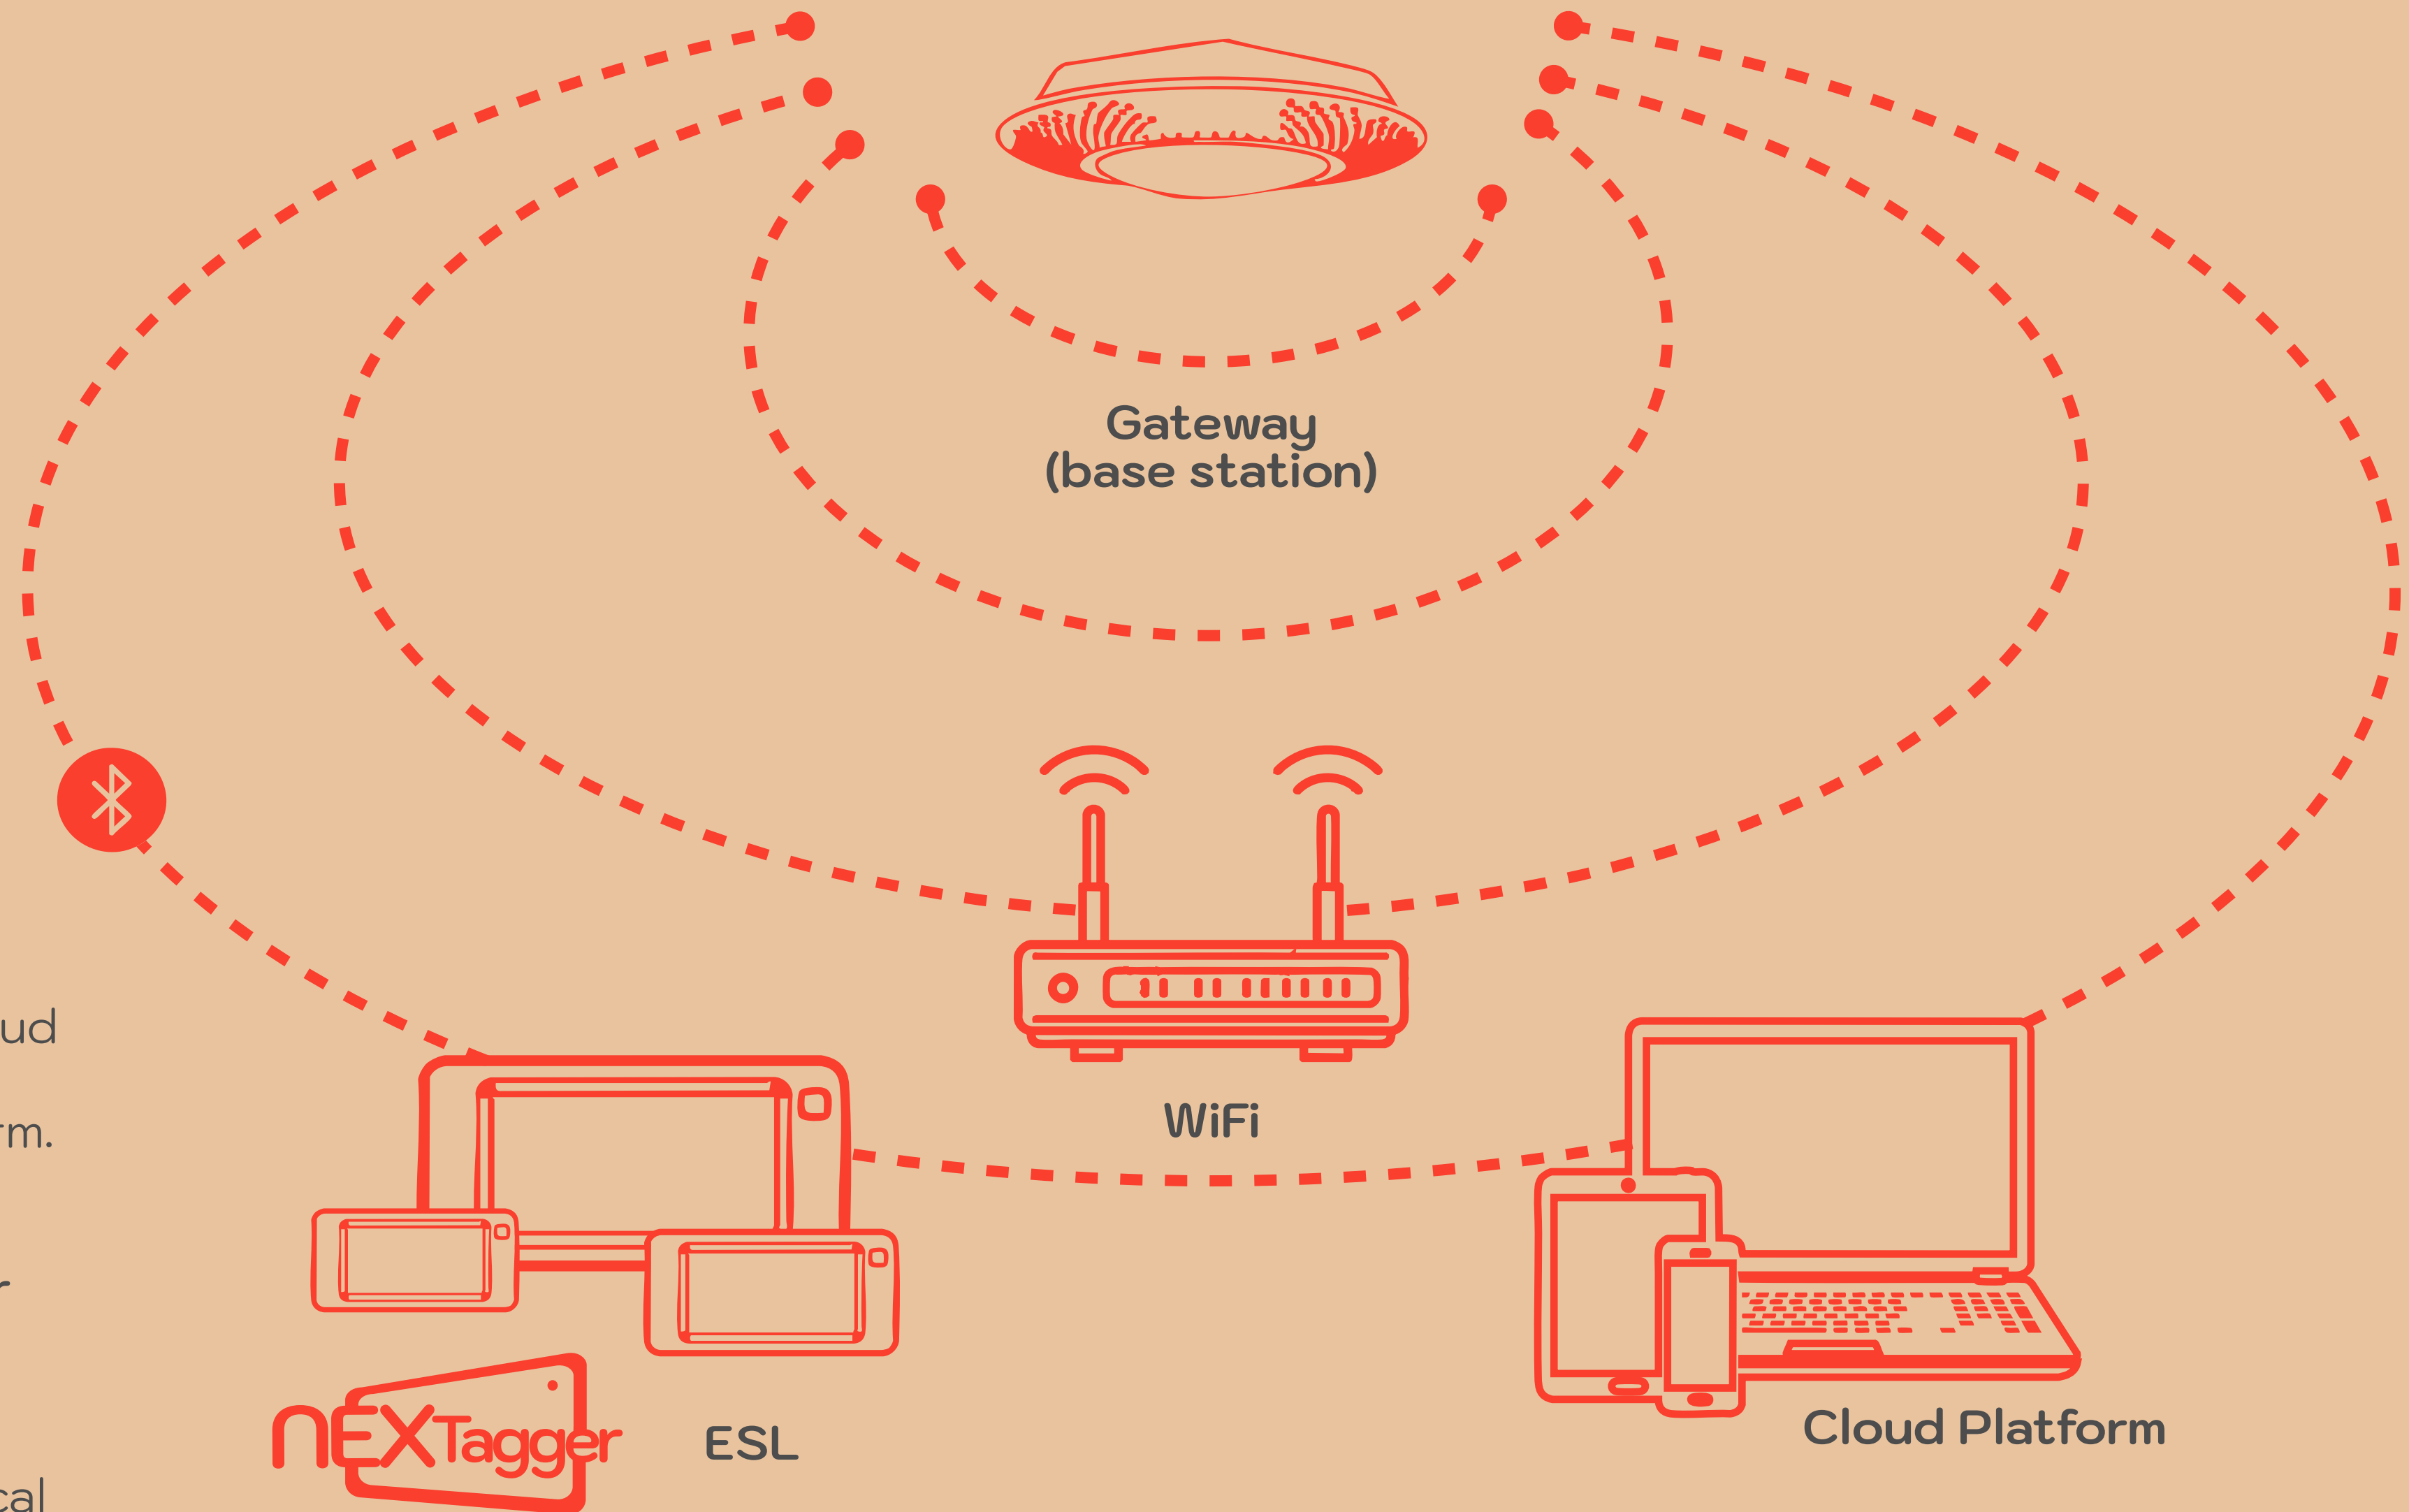 Gateway
(base station)
ud
WiFi
rm.
r
nEXTagger
ESL
Cloud Platform
cal